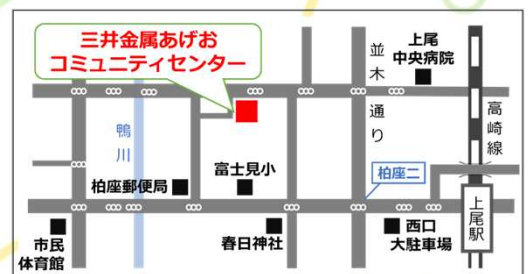 三井金属あげお
コミュニティセンター
上尾
中央病院
並木通り
高崎線
鴨川
富士見小
柏座郵便局
柏座二
上尾駅
市民
体育館
春日神社
西口
大駐車場